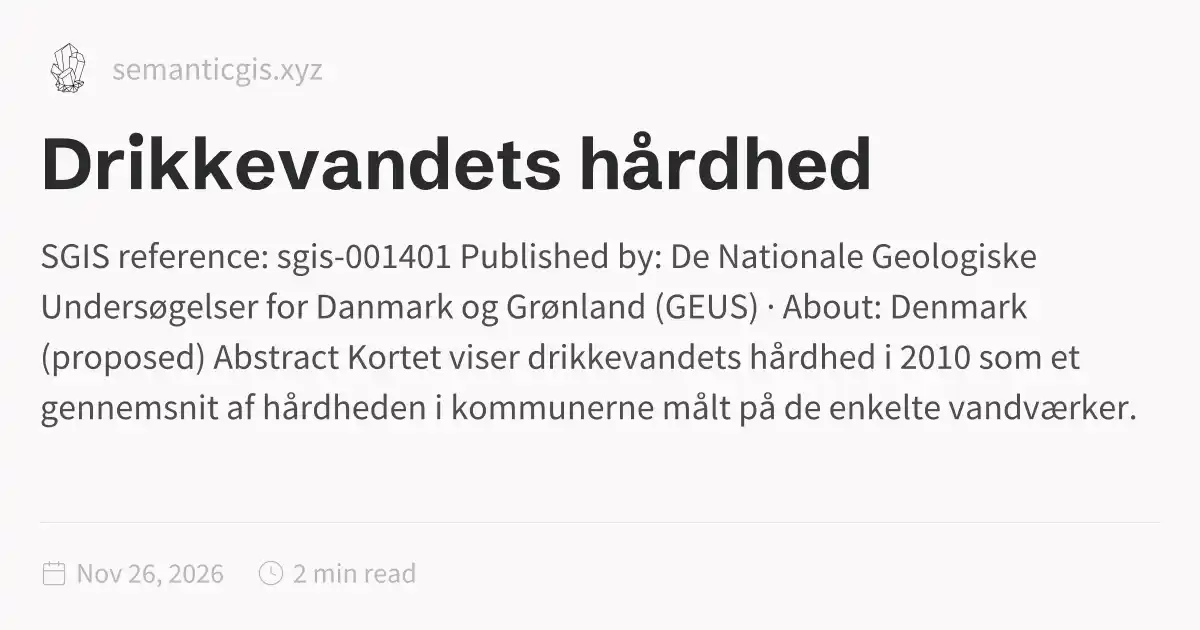 semanticgis.xyz
Drikkevandets hårdhed
SGIS reference: sgis-001401 Published by: De Nationale Geologiske
Undersøgelser for Danmark og Grønland (GEUS) · About: Denmark
(proposed) Abstract Kortet viser drikkevandets hårdhed i 2010 som et
gennemsnit af hårdheden i kommunerne målt på de enkelte vandværker.
Nov 26, 2026 2 min read